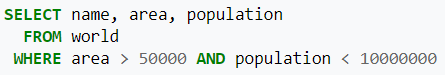 SELECT name, area, population
  FROM world
 WHERE area > 50000 AND population < 10000000